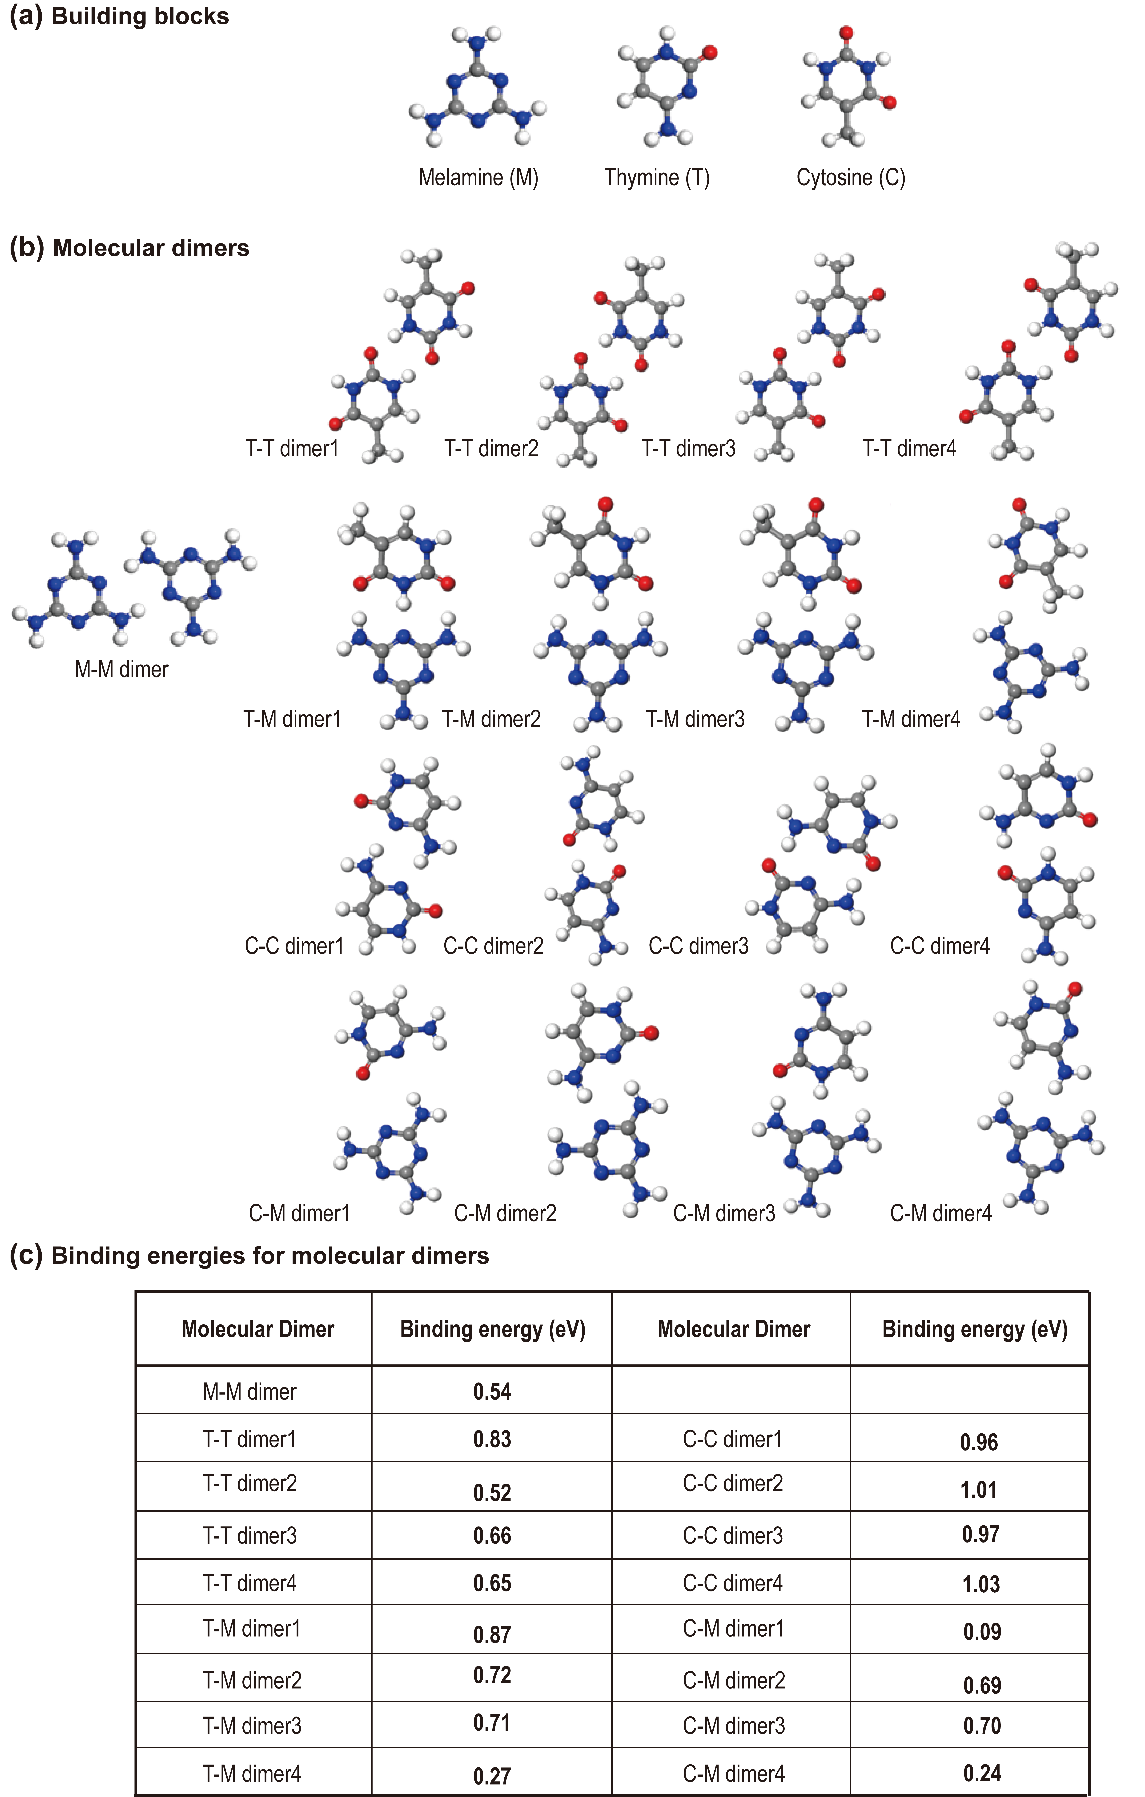 (a) Building blocks
Melamine (M)
Thymine (T)
Cytosine (C)
(b) Molecular dimers
T-T dimer1
T-T dimer2
T-T dimer3
T-T dimer4
M-M dimer
T-M dimer1
T-M dimer2
T-M dimer3
T-M dimer4
C-C dimer1
C-C dimer2
C-C dimer3
C-C dimer4
C-M dimer1
C-M dimer2
C-M dimer3
C-M dimer4
(c) Binding energies for molecular dimers
Molecular Dimer Binding energy (eV) Molecular Dimer Binding energy (eV)
M-M dimer 0.54
T-T dimer1 0.83 C-C dimer1 0.96
T-T dimer2 0.52 C-C dimer2 1.01
T-T dimer3 0.66 C-C dimer3 0.97
T-T dimer4 0.65 C-C dimer4 1.03
T-M dimer1 0.87 C-M dimer1 0.09
T-M dimer2 0.72 C-M dimer2 0.69
T-M dimer3 0.71 C-M dimer3 0.70
T-M dimer4 0.27 C-M dimer4 0.24